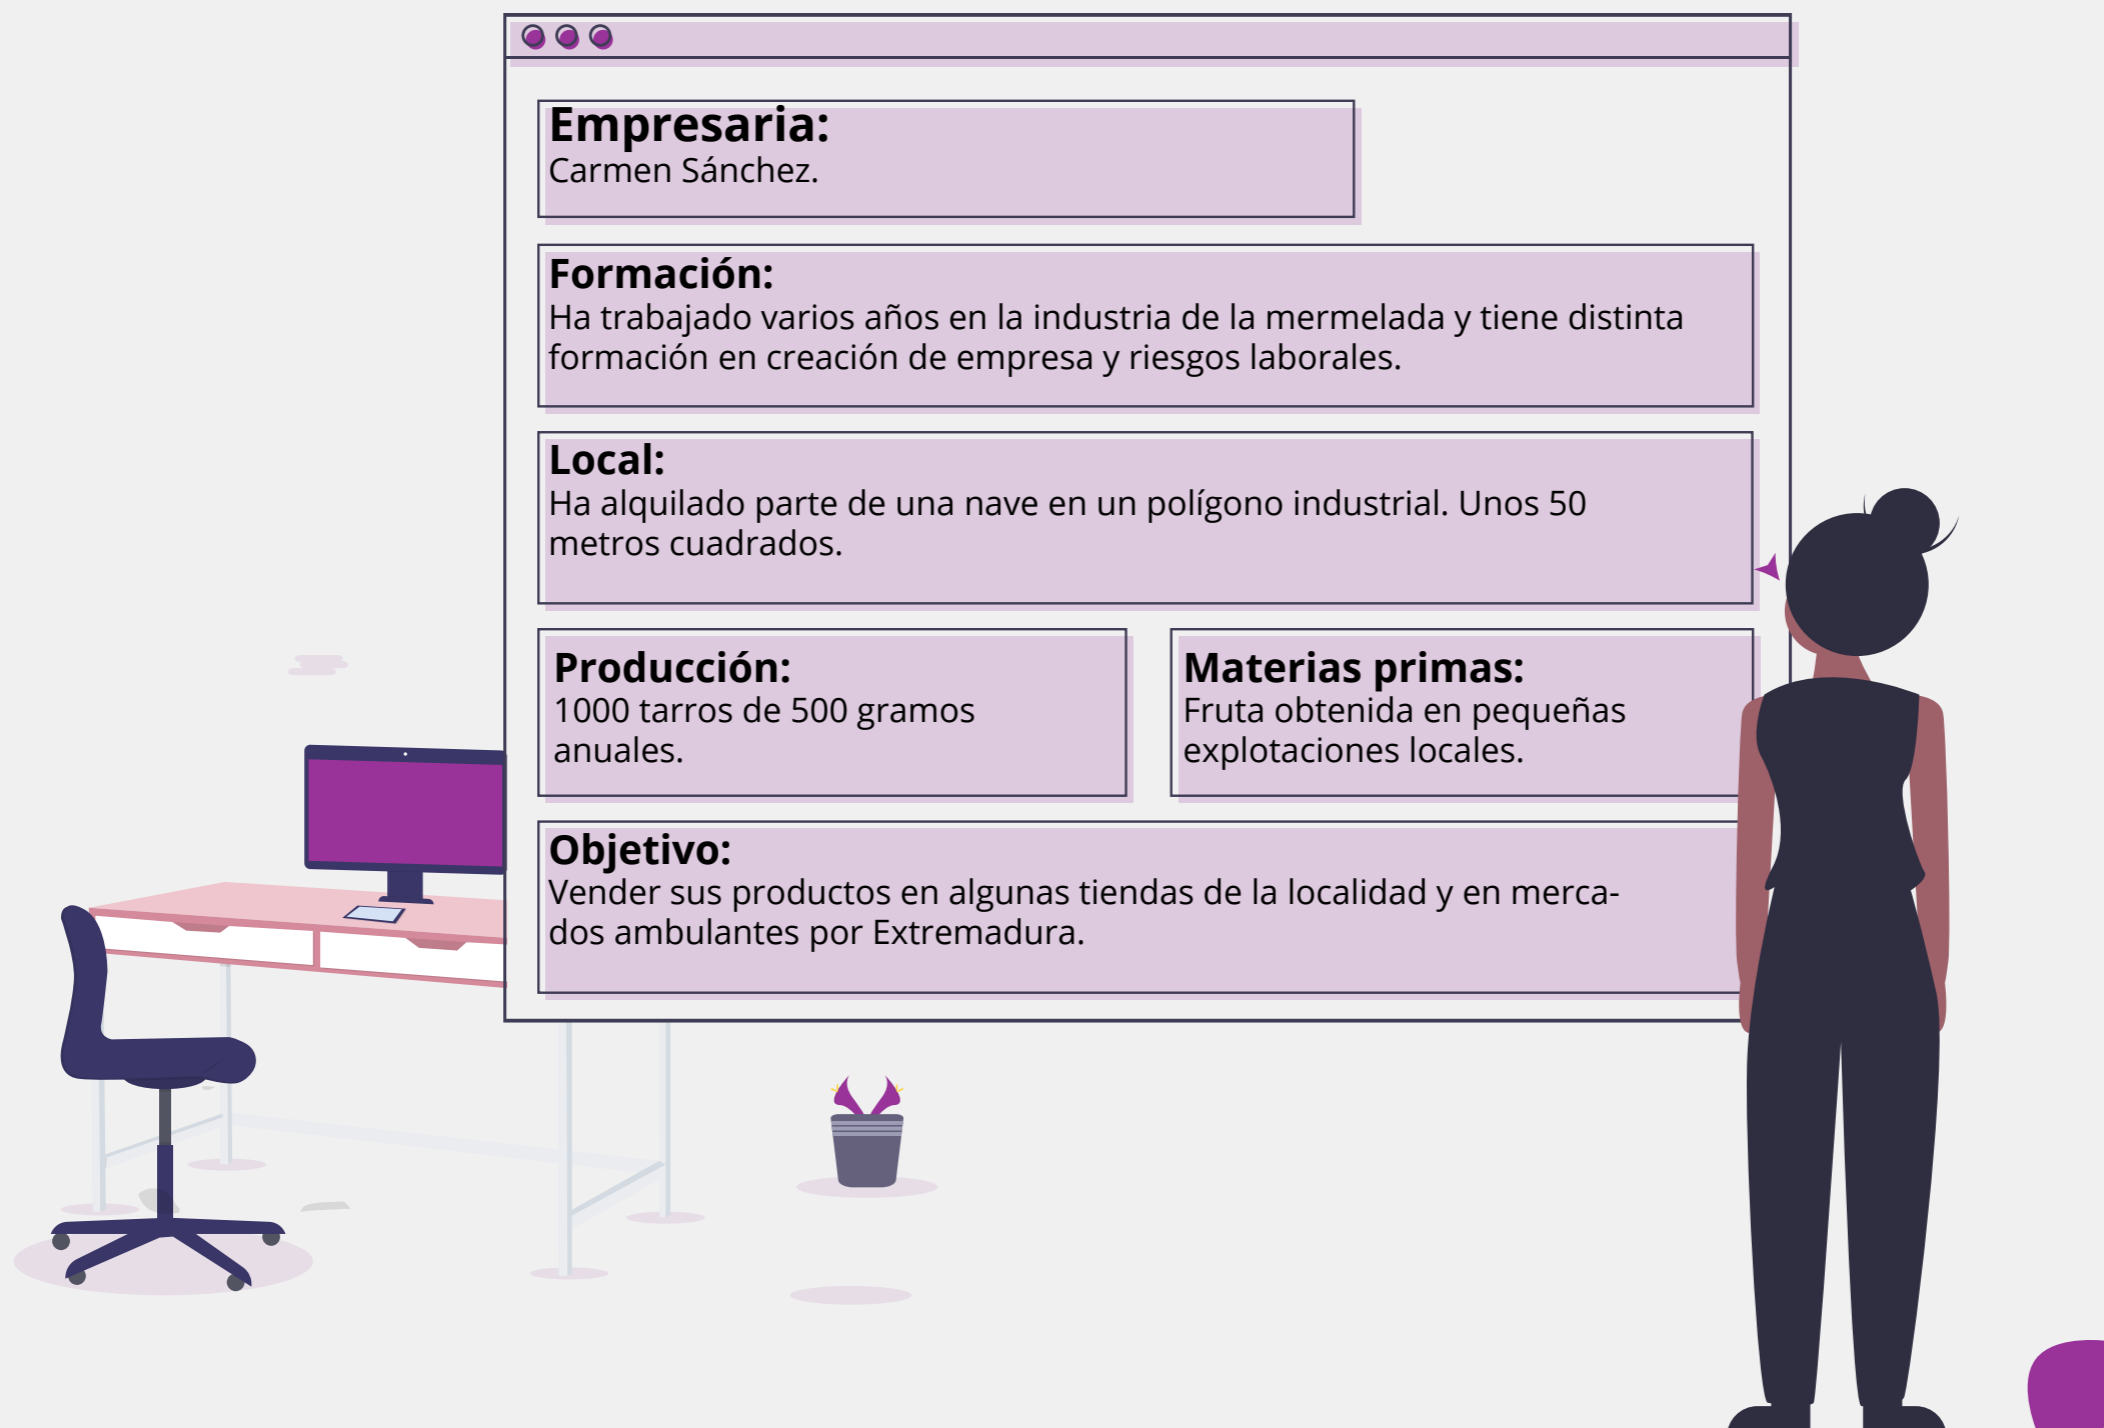 Empresaria:
Carmen Sánchez.
Formación:
Ha trabajado varios años en la industria de la mermelada y tiene distinta
formación en creación de empresa y riesgos laborales.
Local:
Ha alquilado parte de una nave en un polígono industrial. Unos 50
metros cuadrados.
Producción:
1000 tarros de 500 gramos
anuales.
Materias primas:
Fruta obtenida en pequeñas
explotaciones locales.
Objetivo:
Vender sus productos en algunas tiendas de la localidad y en merca-
dos ambulantes por Extremadura.